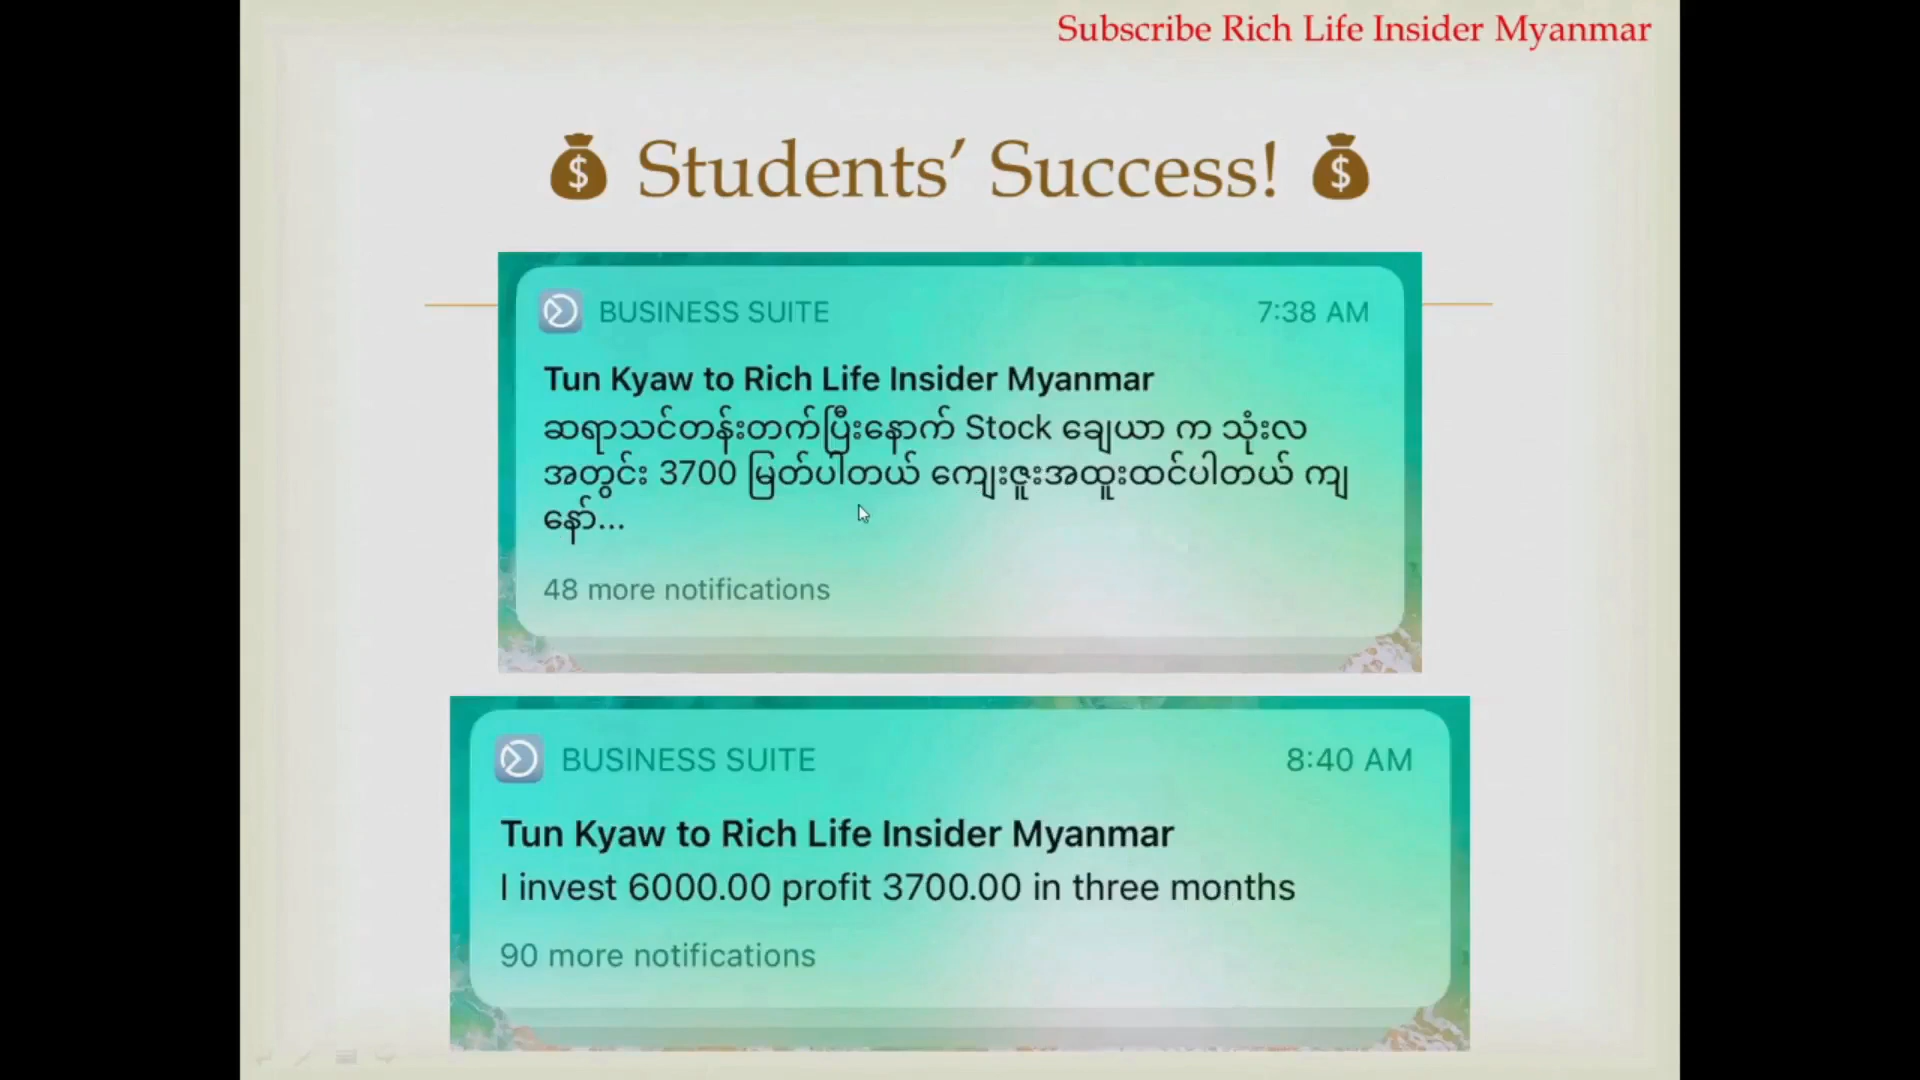 Subscribe Rich Life Insider Myanmar
💰 Students’ Success! 💰
BUSINESS SUITE 7:38 AM
Tun Kyaw to Rich Life Insider Myanmar
ဆရာသင်တန်းတက်ပြီးနောက် Stock ချေယာ က သုံးလ
အတွင်း 3700 မြတ်ပါတယ် ကျေးဇူးအထူးထင်ပါတယ် ကျ
နော်...
48 more notifications
BUSINESS SUITE 8:40 AM
Tun Kyaw to Rich Life Insider Myanmar
I invest 6000.00 profit 3700.00 in three months
90 more notifications